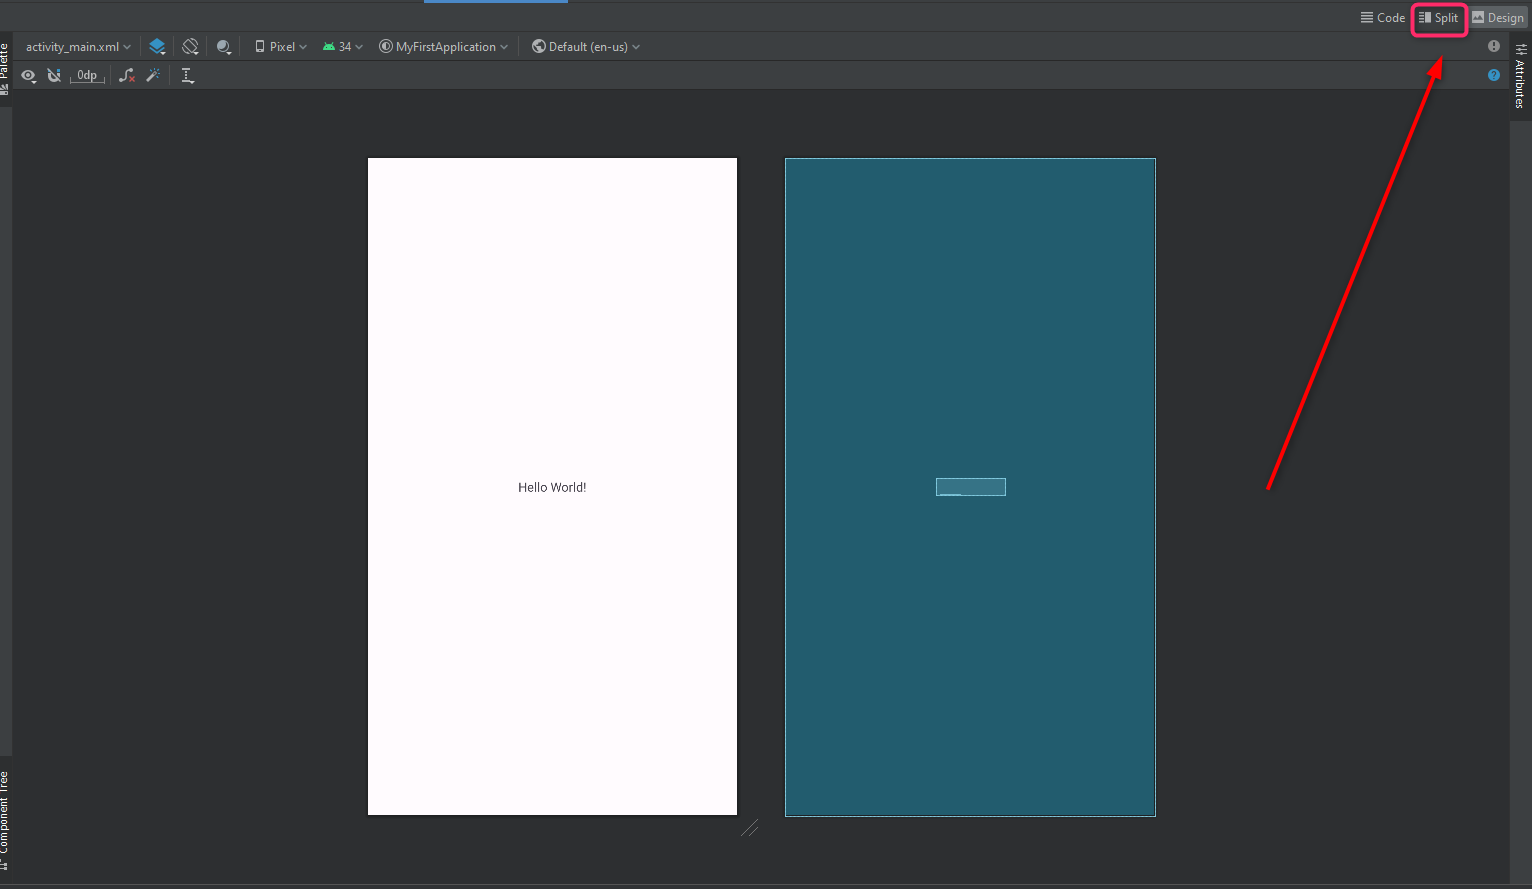 Code Split Design
activity_main.xml Pixel 34 MyFirstApplication Default (en-us)
0dp
Palette
Attributes
Hello World!
Component Tree